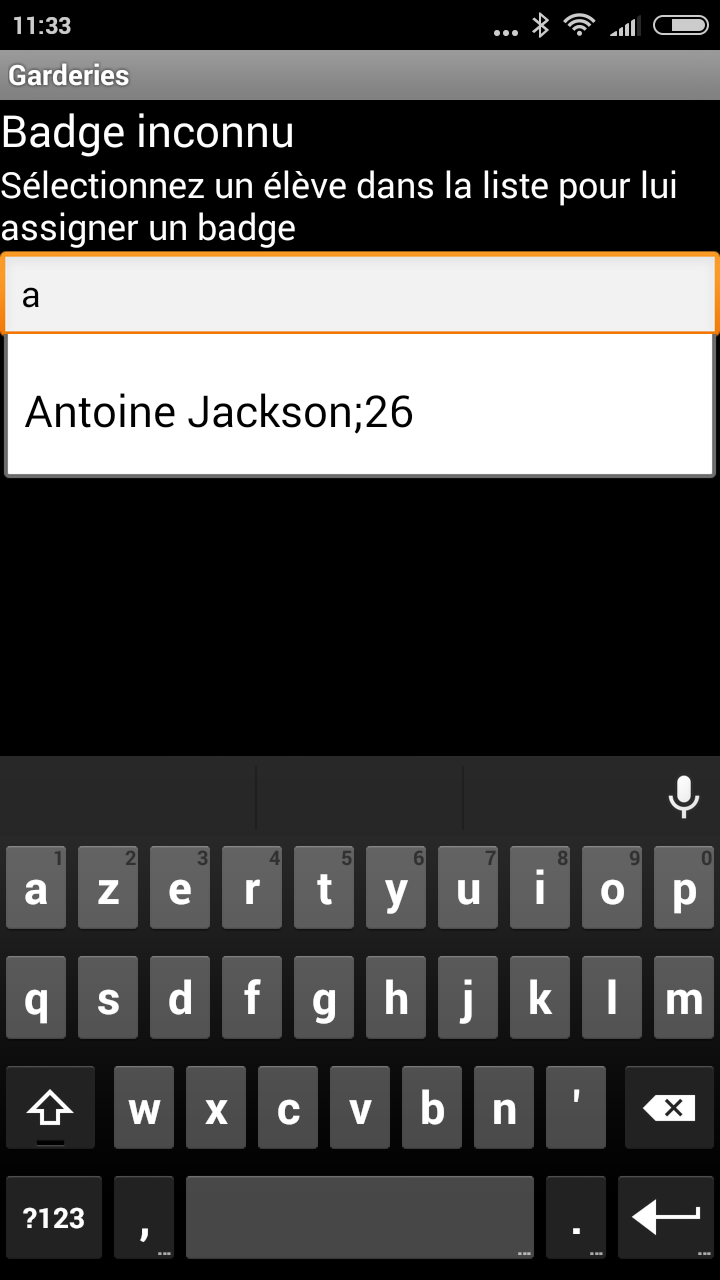 11:33
Garderies
Badge inconnu
Sélectionnez un élève dans la liste pour lui
assigner un badge
a
Antoine Jackson;26
1 2 3 4 5 6 7 8 9 0
a z e r t y u i o p
q s d f g h j k l m
w x c v b n '
?123 , .